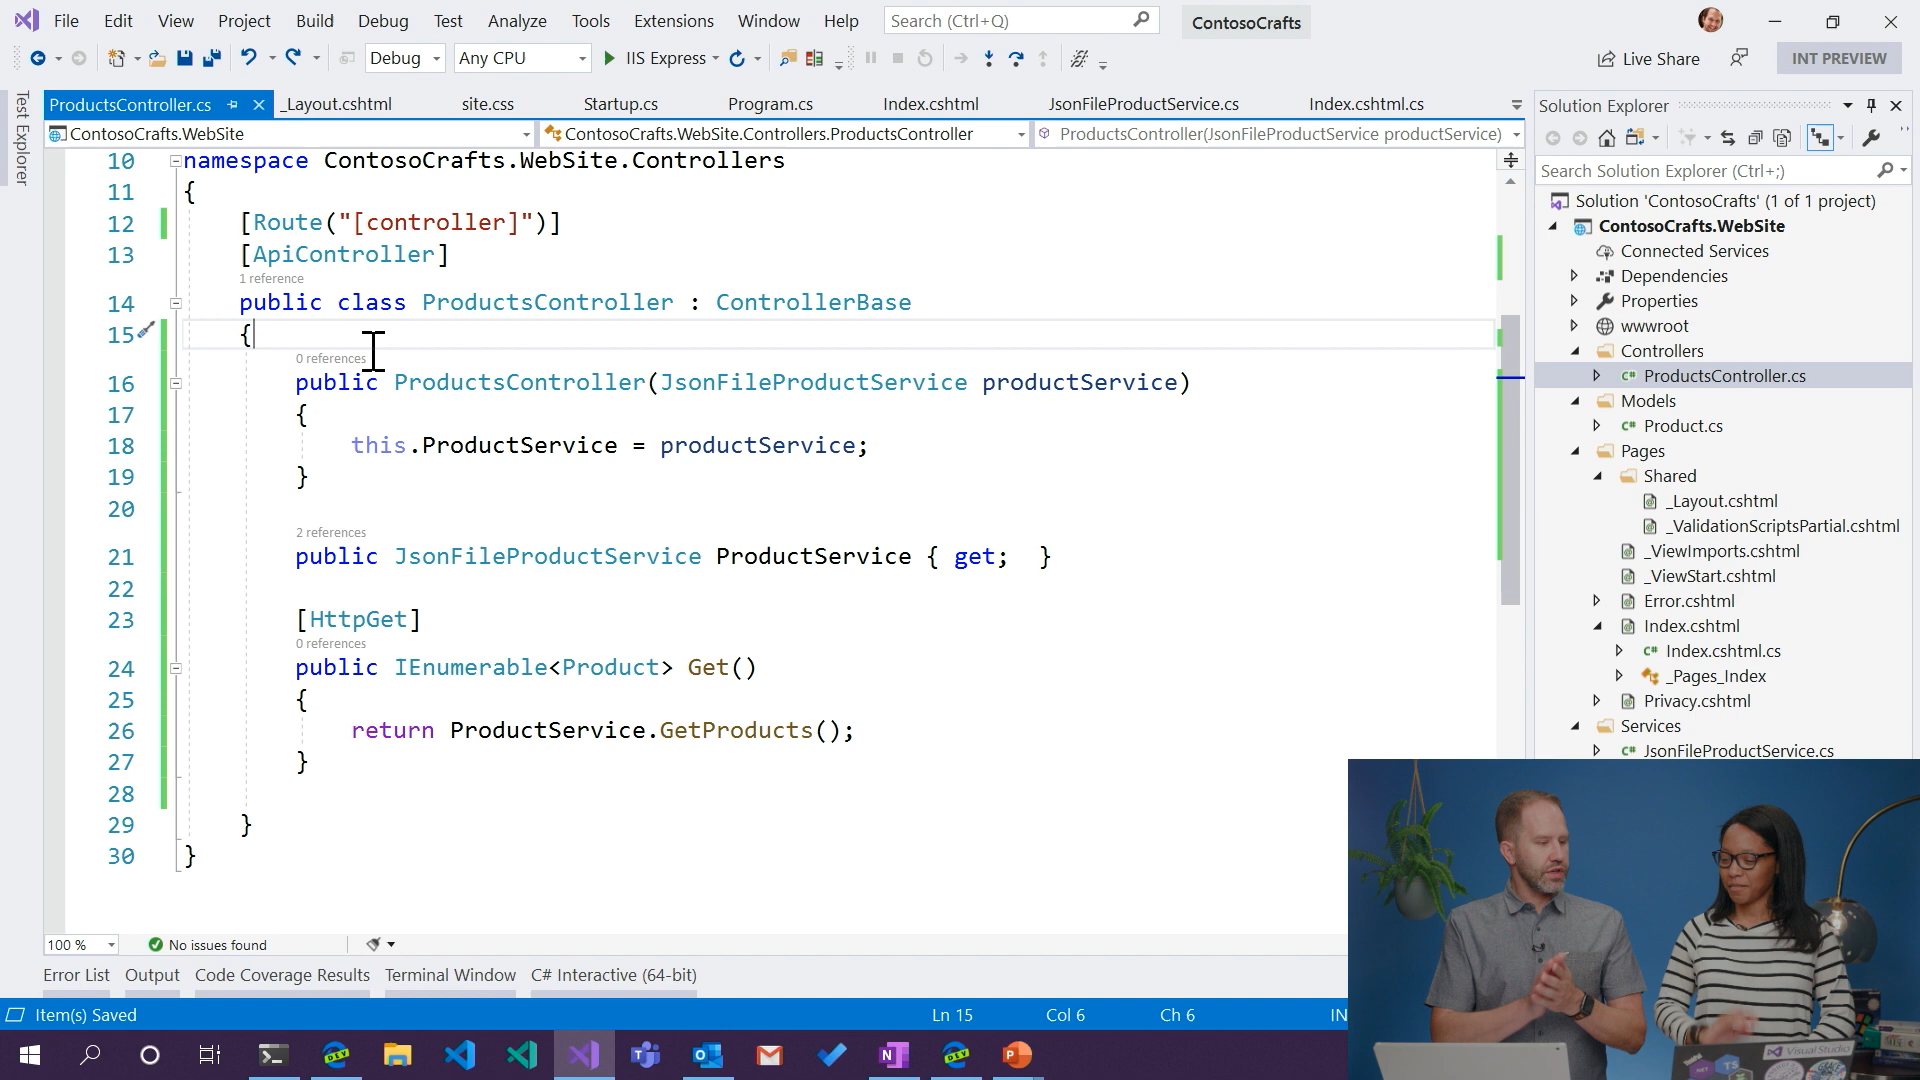 File Edit View Project Build Debug Test Analyze Tools Extensions Window Help Search (Ctrl+Q) ContosoCrafts
Debug Any CPU IIS Express Live Share INT PREVIEW
Test Explorer
ProductsController.cs _Layout.cshtml site.css Startup.cs Program.cs Index.cshtml JsonFileProductService.cs Index.cshtml.cs
ContosoCrafts.WebSite ContosoCrafts.WebSite.Controllers.ProductsController ProductsController(JsonFileProductService productService)
10 namespace ContosoCrafts.WebSite.Controllers
11 {
12 [Route("[controller]")]
13 [ApiController]
1 reference
14 public class ProductsController : ControllerBase
15 {
0 references
16 public ProductsController(JsonFileProductService productService)
17 {
18 this.ProductService = productService;
19 }
20
2 references
21 public JsonFileProductService ProductService { get; }
22
23 [HttpGet]
0 references
24 public IEnumerable<Product> Get()
25 {
26 return ProductService.GetProducts();
27 }
28
29 }
30 }
100 % No issues found
Error List Output Code Coverage Results Terminal Window C# Interactive (64-bit)
Item(s) Saved Ln 15 Col 6 Ch 6 IN
Solution Explorer
Search Solution Explorer (Ctrl+;)
Solution 'ContosoCrafts' (1 of 1 project)
ContosoCrafts.WebSite
Connected Services
Dependencies
Properties
wwwroot
Controllers
C# ProductsController.cs
Models
C# Product.cs
Pages
Shared
_Layout.cshtml
_ValidationScriptsPartial.cshtml
_ViewImports.cshtml
_ViewStart.cshtml
Error.cshtml
Index.cshtml
C# Index.cshtml.cs
_Pages_Index
Privacy.cshtml
Services
C# JsonFileProductService.cs
Visual Studio
DEV
DEV